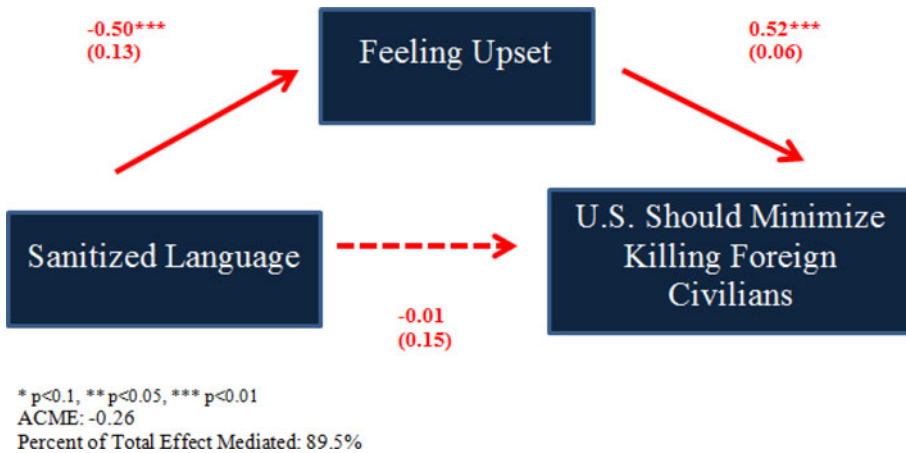 -0.50***
(0.13)
Feeling Upset
0.52***
(0.06)
Sanitized Language
U.S. Should Minimize
Killing Foreign
Civilians
-0.01
(0.15)
* p<0.1, ** p<0.05, *** p<0.01
ACME: -0.26
Percent of Total Effect Mediated: 89.5%